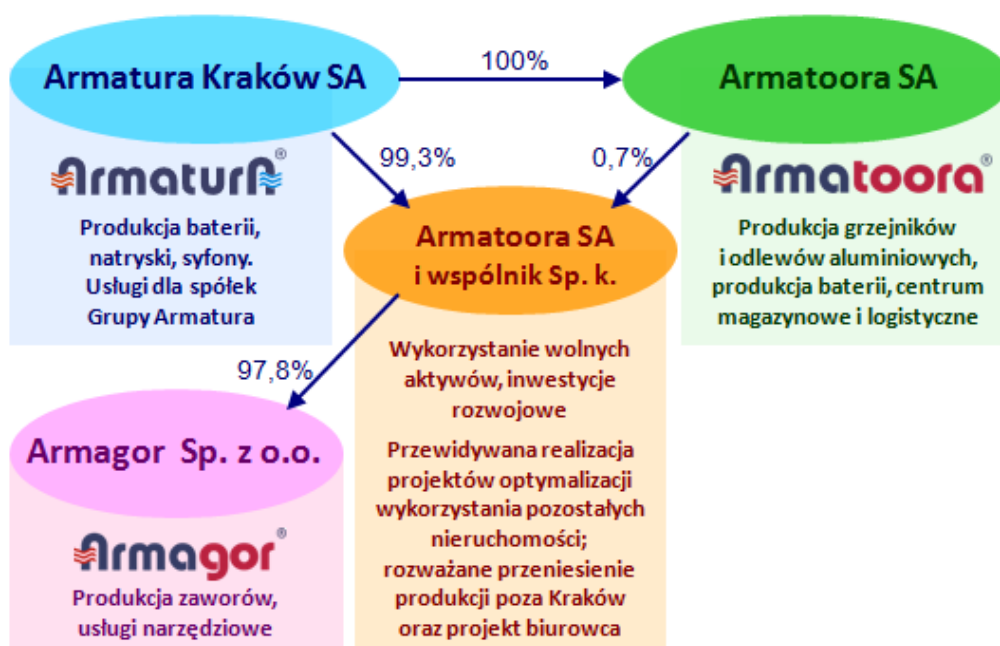 Armatura Kraków SA
100%
Armatoora SA
99,3%
0,7%
ArmaturA®
Produkcja baterii,
natryski, syfony.
Usługi dla spółek
Grupy Armatura
Armatoora®
Produkcja grzejników
i odlewów aluminiowych,
produkcja baterii, centrum
magazynowe i logistyczne
Armatoora SA
i wspólnik Sp. k.
97,8%
Wykorzystanie wolnych
aktywów, inwestycje
rozwojowe
Przewidywana realizacja
projektów optymalizacji
wykorzystania pozostałych
nieruchomości;
rozważane przeniesienie
produkcji poza Kraków
oraz projekt biurowca
Armagor Sp. z o.o.
Armagor®
Produkcja zaworów,
usługi narzędziowe